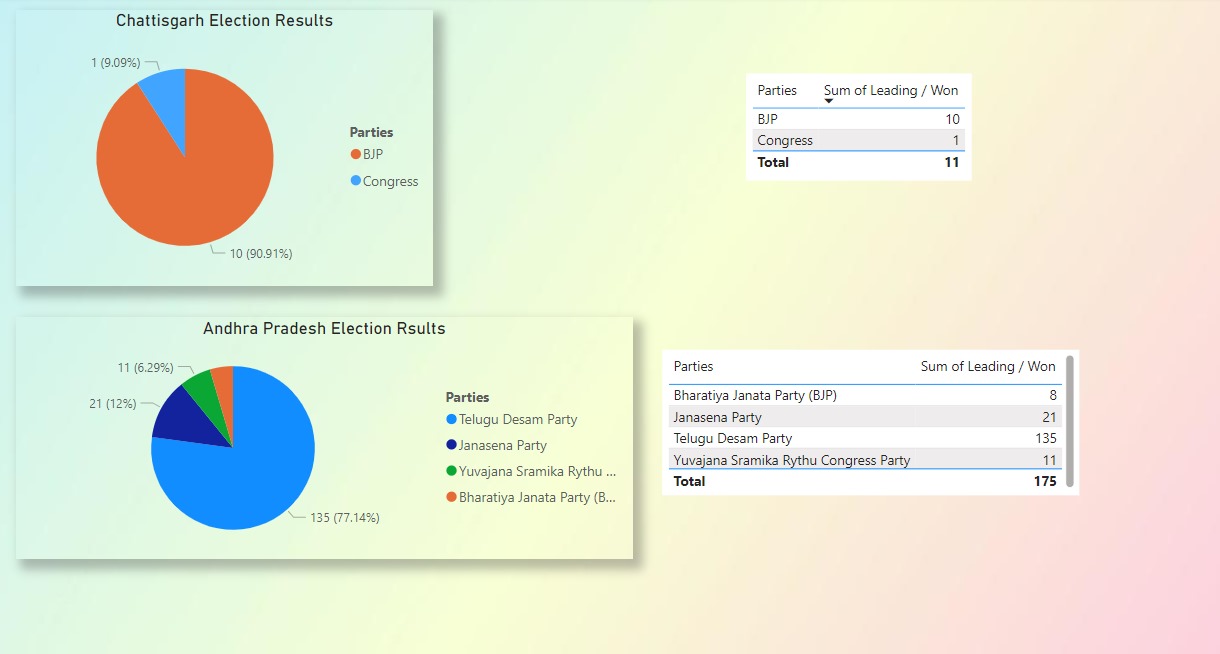 Chattisgarh Election Results
1 (9.09%)
10 (90.91%)
Parties
BJP
Congress
Parties Sum of Leading / Won
BJP 10
Congress 1
Total 11
Andhra Pradesh Election Rsults
11 (6.29%)
21 (12%)
135 (77.14%)
Parties
Telugu Desam Party
Janasena Party
Yuvajana Sramika Rythu ...
Bharatiya Janata Party (B...
Parties Sum of Leading / Won
Bharatiya Janata Party (BJP) 8
Janasena Party 21
Telugu Desam Party 135
Yuvajana Sramika Rythu Congress Party 11
Total 175